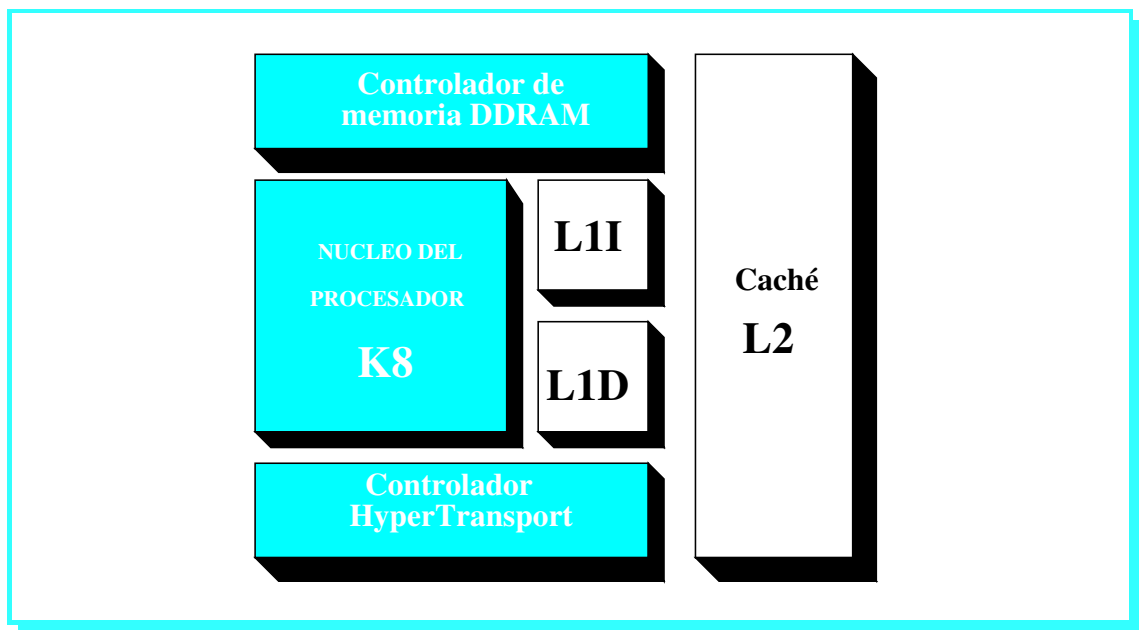 Controlador de
memoria DDRAM
NUCLEO DEL
PROCESADOR
K8
L1I
L1D
Caché
L2
Controlador
HyperTransport